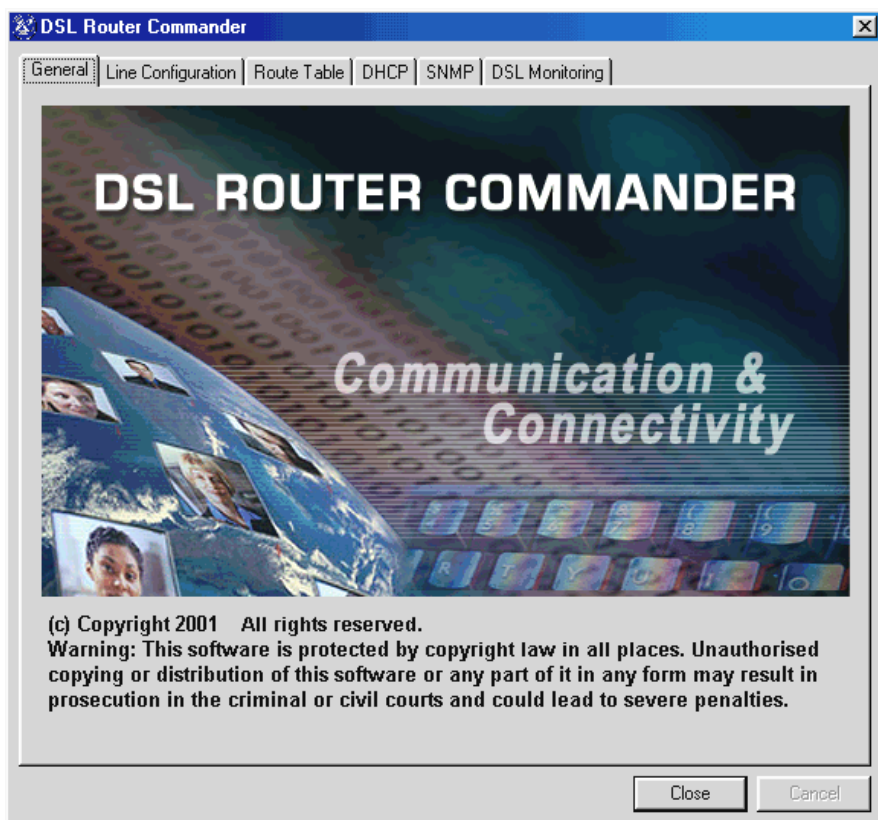 DSL Router Commander
General Line Configuration Route Table DHCP SNMP DSL Monitoring
DSL ROUTER COMMANDER
Communication &
Connectivity
(c) Copyright 2001 All rights reserved.
Warning: This software is protected by copyright law in all places. Unauthorised
copying or distribution of this software or any part of it in any form may result in
prosecution in the criminal or civil courts and could lead to severe penalties.
Close Cancel